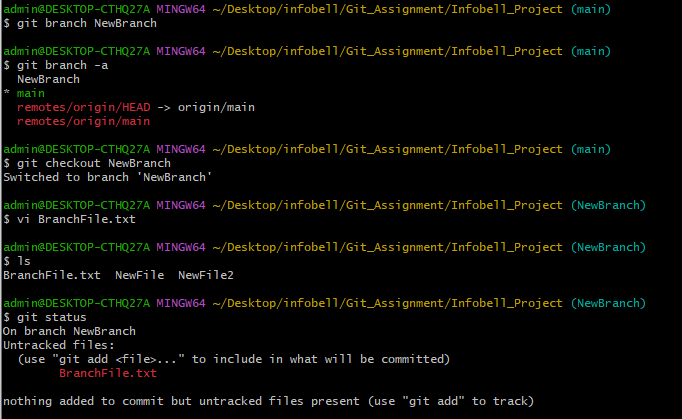 admin@DESKTOP-CTHQ27A MINGW64 ~/Desktop/infobell/Git_Assignment/Infobell_Project (main)
$ git branch NewBranch
admin@DESKTOP-CTHQ27A MINGW64 ~/Desktop/infobell/Git_Assignment/Infobell_Project (main)
$ git branch -a
  NewBranch
* main
  remotes/origin/HEAD -> origin/main
  remotes/origin/main
admin@DESKTOP-CTHQ27A MINGW64 ~/Desktop/infobell/Git_Assignment/Infobell_Project (main)
$ git checkout NewBranch
Switched to branch 'NewBranch'
admin@DESKTOP-CTHQ27A MINGW64 ~/Desktop/infobell/Git_Assignment/Infobell_Project (NewBranch)
$ vi BranchFile.txt
admin@DESKTOP-CTHQ27A MINGW64 ~/Desktop/infobell/Git_Assignment/Infobell_Project (NewBranch)
$ ls
BranchFile.txt  NewFile  NewFile2
admin@DESKTOP-CTHQ27A MINGW64 ~/Desktop/infobell/Git_Assignment/Infobell_Project (NewBranch)
$ git status
On branch NewBranch
Untracked files:
  (use "git add <file>..." to include in what will be committed)
        BranchFile.txt
nothing added to commit but untracked files present (use "git add" to track)